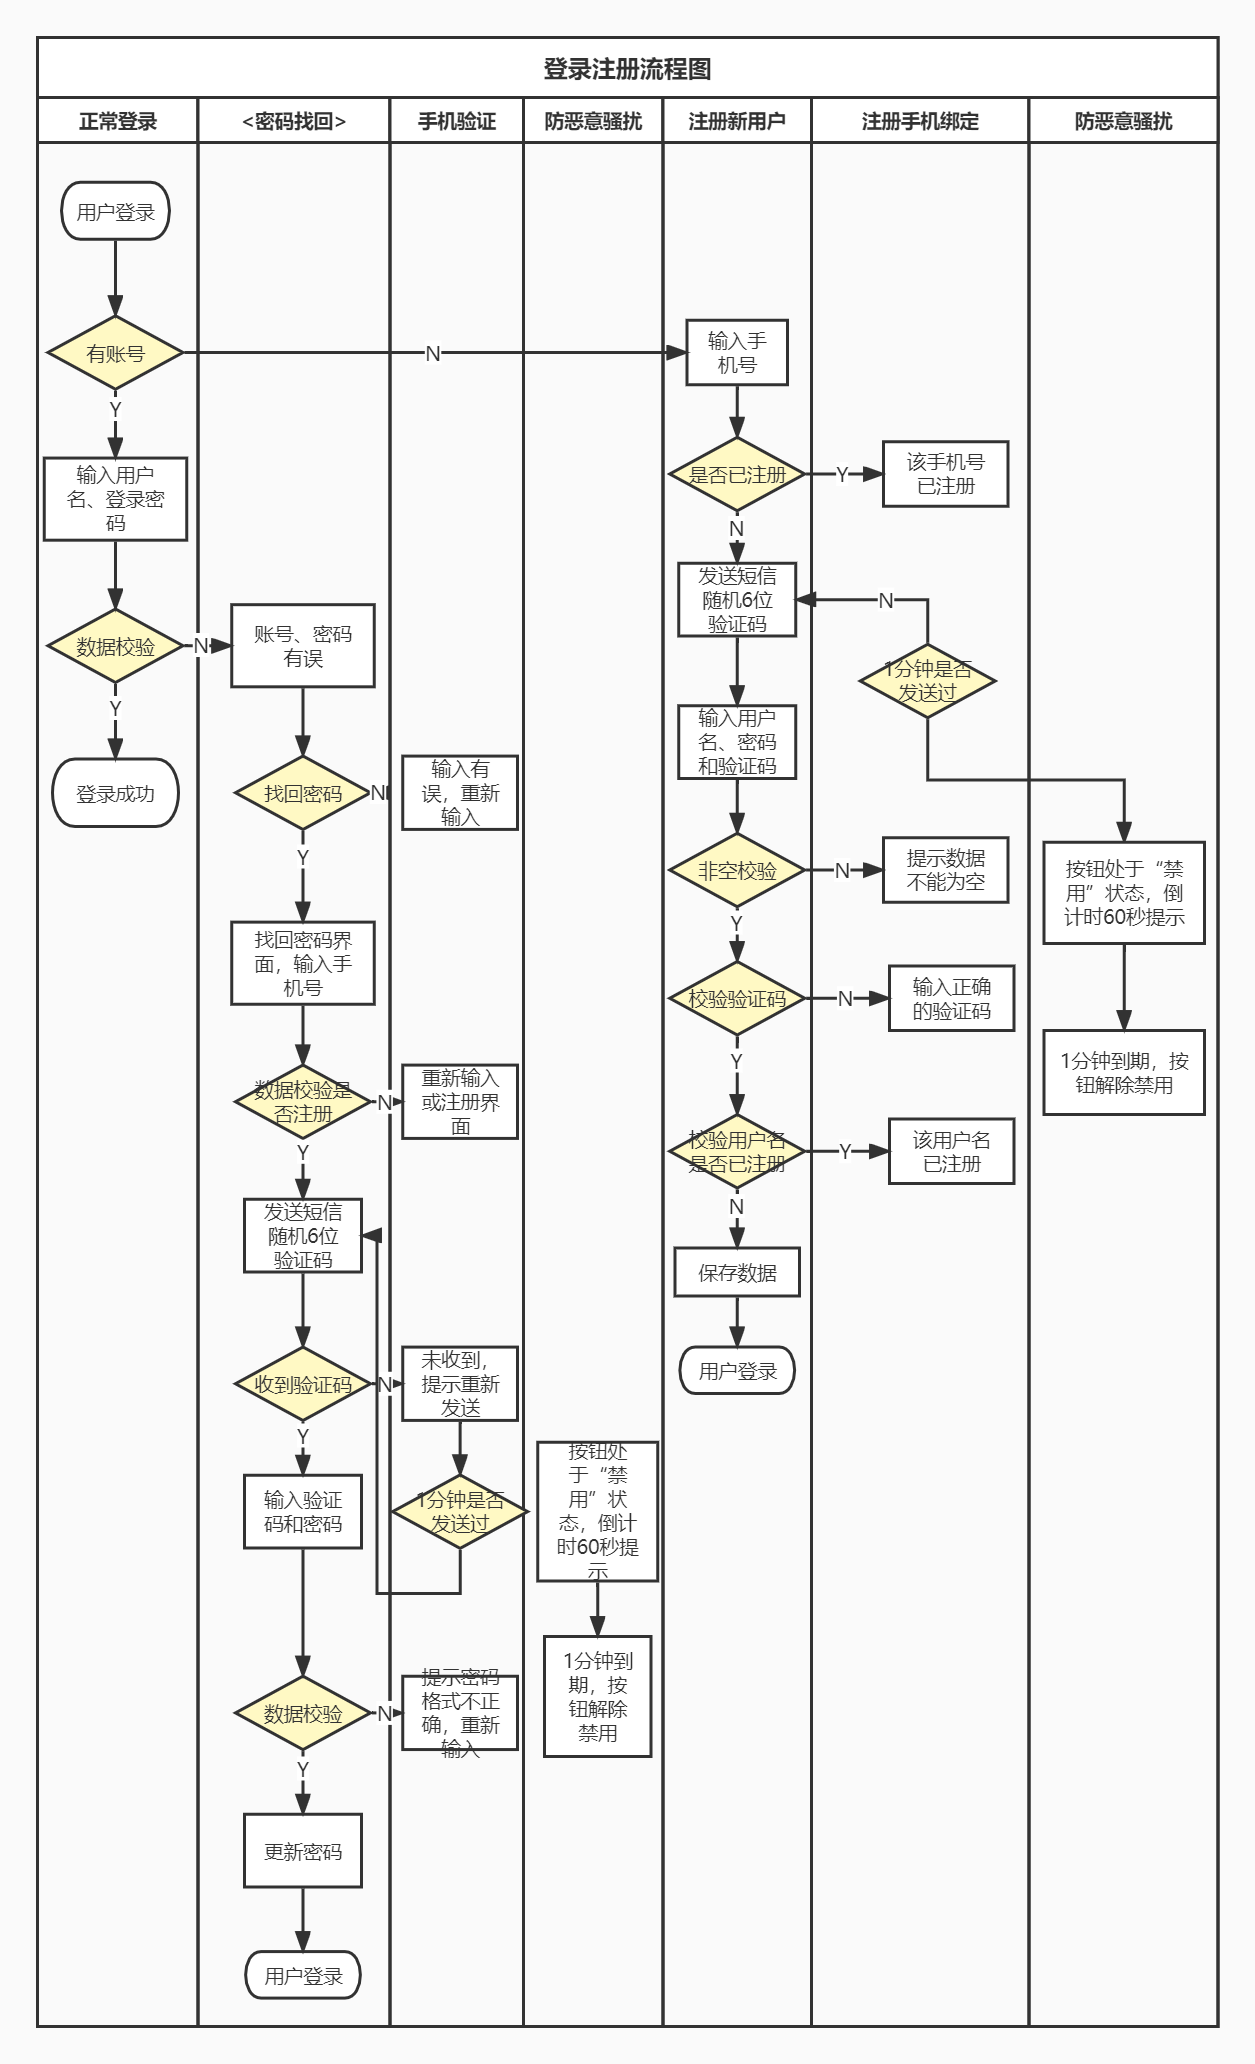 登录注册流程图
正常登录
<密码找回>
手机验证
防恶意骚扰
注册新用户
注册手机绑定
防恶意骚扰
用户登录
有账号
N
Y
输入用户
名、登录密
码
数据校验
N
Y
登录成功
账号、密码
有误
找回密码
N
输入有
误，重新
输入
Y
找回密码界
面，输入手
机号
数据校验是
否注册
N
重新输入
或注册界
面
Y
发送短信
随机6位
验证码
收到验证码
N
未收到，
提示重新
发送
Y
输入验证
码和密码
1分钟是否
发送过
按钮处
于“禁
用”状
态，倒计
时60秒提
示
1分钟到
期，按
钮解除
禁用
数据校验
N
提示密码
格式不正
确，重新
输入
Y
更新密码
用户登录
输入手
机号
是否已注册
Y
该手机号
已注册
N
发送短信
随机6位
验证码
N
1分钟是否
发送过
输入用户
名、密码
和验证码
非空校验
N
提示数据
不能为空
Y
校验验证码
N
输入正确
的验证码
Y
校验用户名
是否已注册
Y
该用户名
已注册
N
保存数据
用户登录
按钮处于“禁
用”状态，倒
计时60秒提示
1分钟到期，按
钮解除禁用